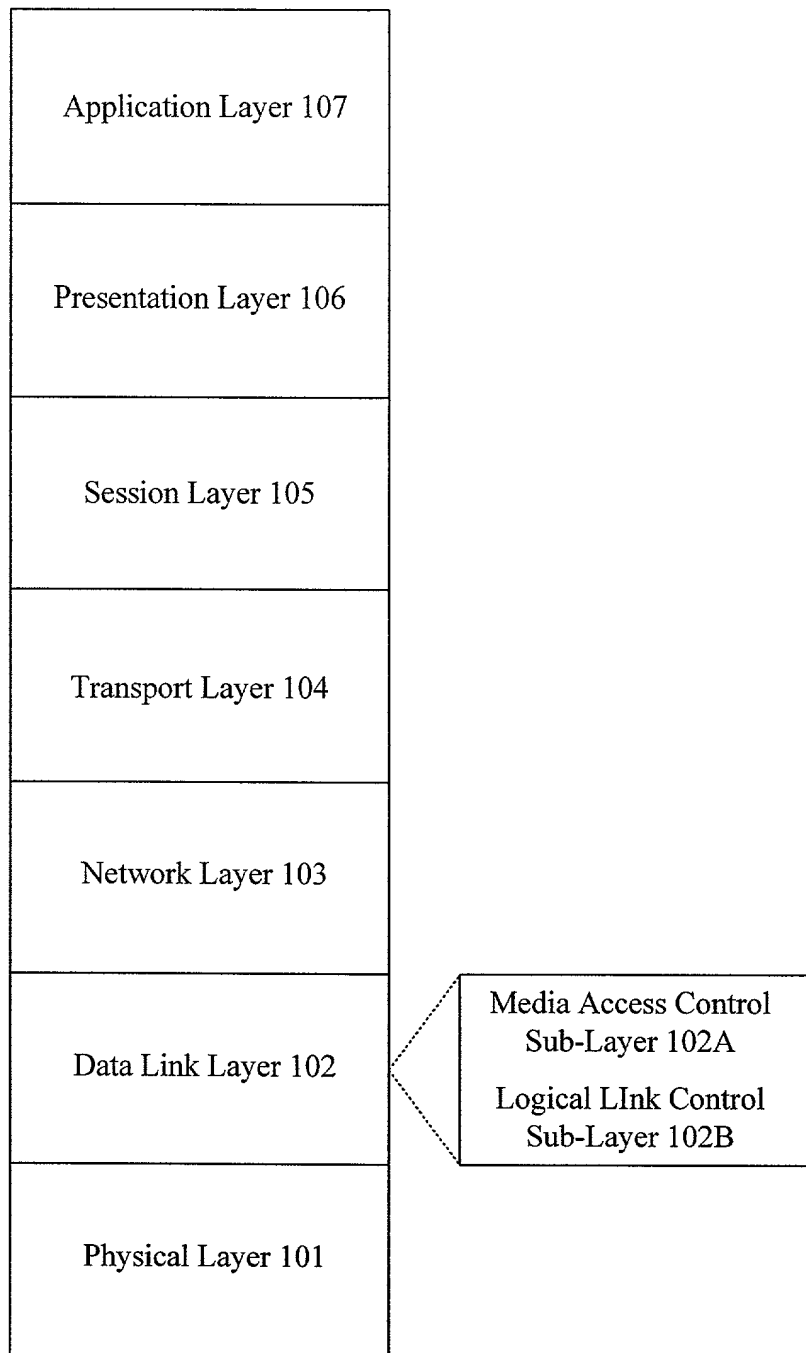 Application Layer 107
Presentation Layer 106
Session Layer 105
Transport Layer 104
Network Layer 103
Data Link Layer 102
Media Access Control
Sub-Layer 102A
Logical LInk Control
Sub-Layer 102B
Physical Layer 101